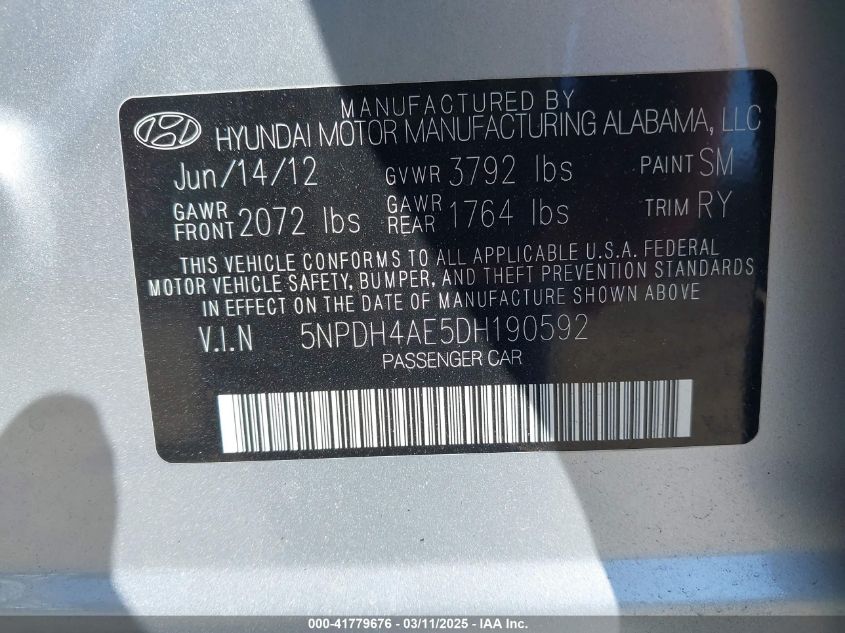 MANUFACTURED BY
HYUNDAI MOTOR MANUFACTURING ALABAMA, LLC
Jun/14/12 GVWR 3792 lbs PAINT SM
GAWR FRONT 2072 lbs GAWR REAR 1764 lbs TRIM RY
THIS VEHICLE CONFORMS TO ALL APPLICABLE U.S.A. FEDERAL
MOTOR VEHICLE SAFETY, BUMPER, AND THEFT PREVENTION STANDARDS
IN EFFECT ON THE DATE OF MANUFACTURE SHOWN ABOVE
V.I.N 5NPDH4AE5DH190592
PASSENGER CAR
000-41779676 - 03/11/2025 - IAA Inc.